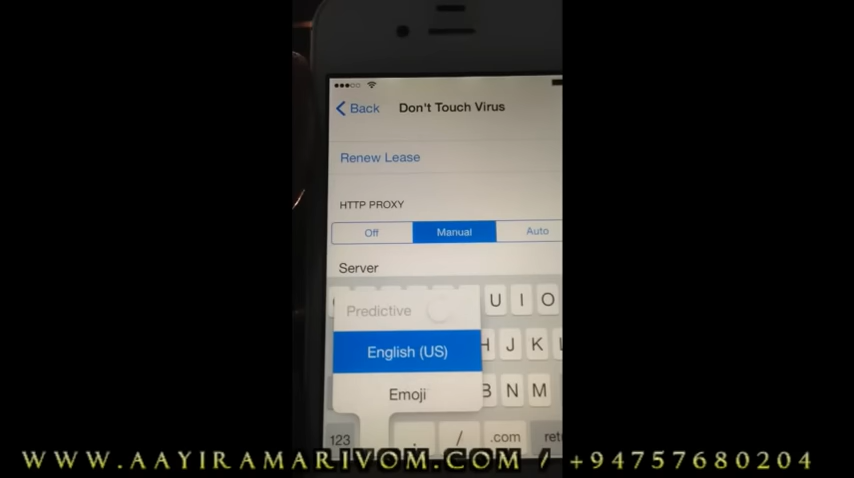 Back Don't Touch Virus
Renew Lease
HTTP PROXY
Off Manual Auto
Server
Predictive U I O
English (US) H J K L
Emoji B N M
123 . / .com retu
WWW.AAYIRAMARIVOM.COM / +94757680204